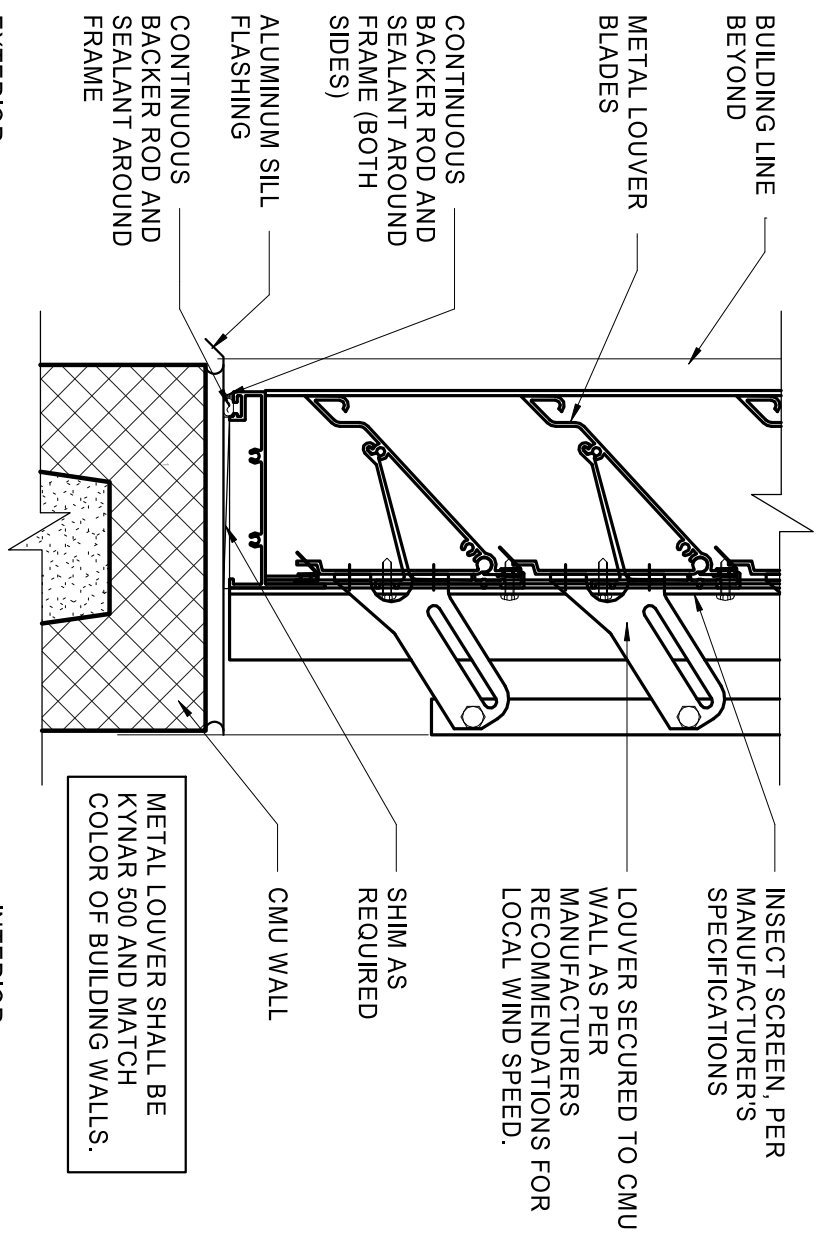 BUILDING LINE
BEYOND
METAL LOUVER
BLADES
CONTINUOUS
BACKER ROD AND
SEALANT AROUND
FRAME (BOTH
SIDES)
ALUMINUM SILL
FLASHING
CONTINUOUS
BACKER ROD AND
SEALANT AROUND
FRAME
INSECT SCREEN, PER
MANUFACTURER'S
SPECIFICATIONS
LOUVER SECURED TO CMU
WALL AS PER
MANUFACTURERS
RECOMMENDATIONS FOR
LOCAL WIND SPEED.
SHIM AS
REQUIRED
CMU WALL
METAL LOUVER SHALL BE
KYNAR 500 AND MATCH
COLOR OF BUILDING WALLS.